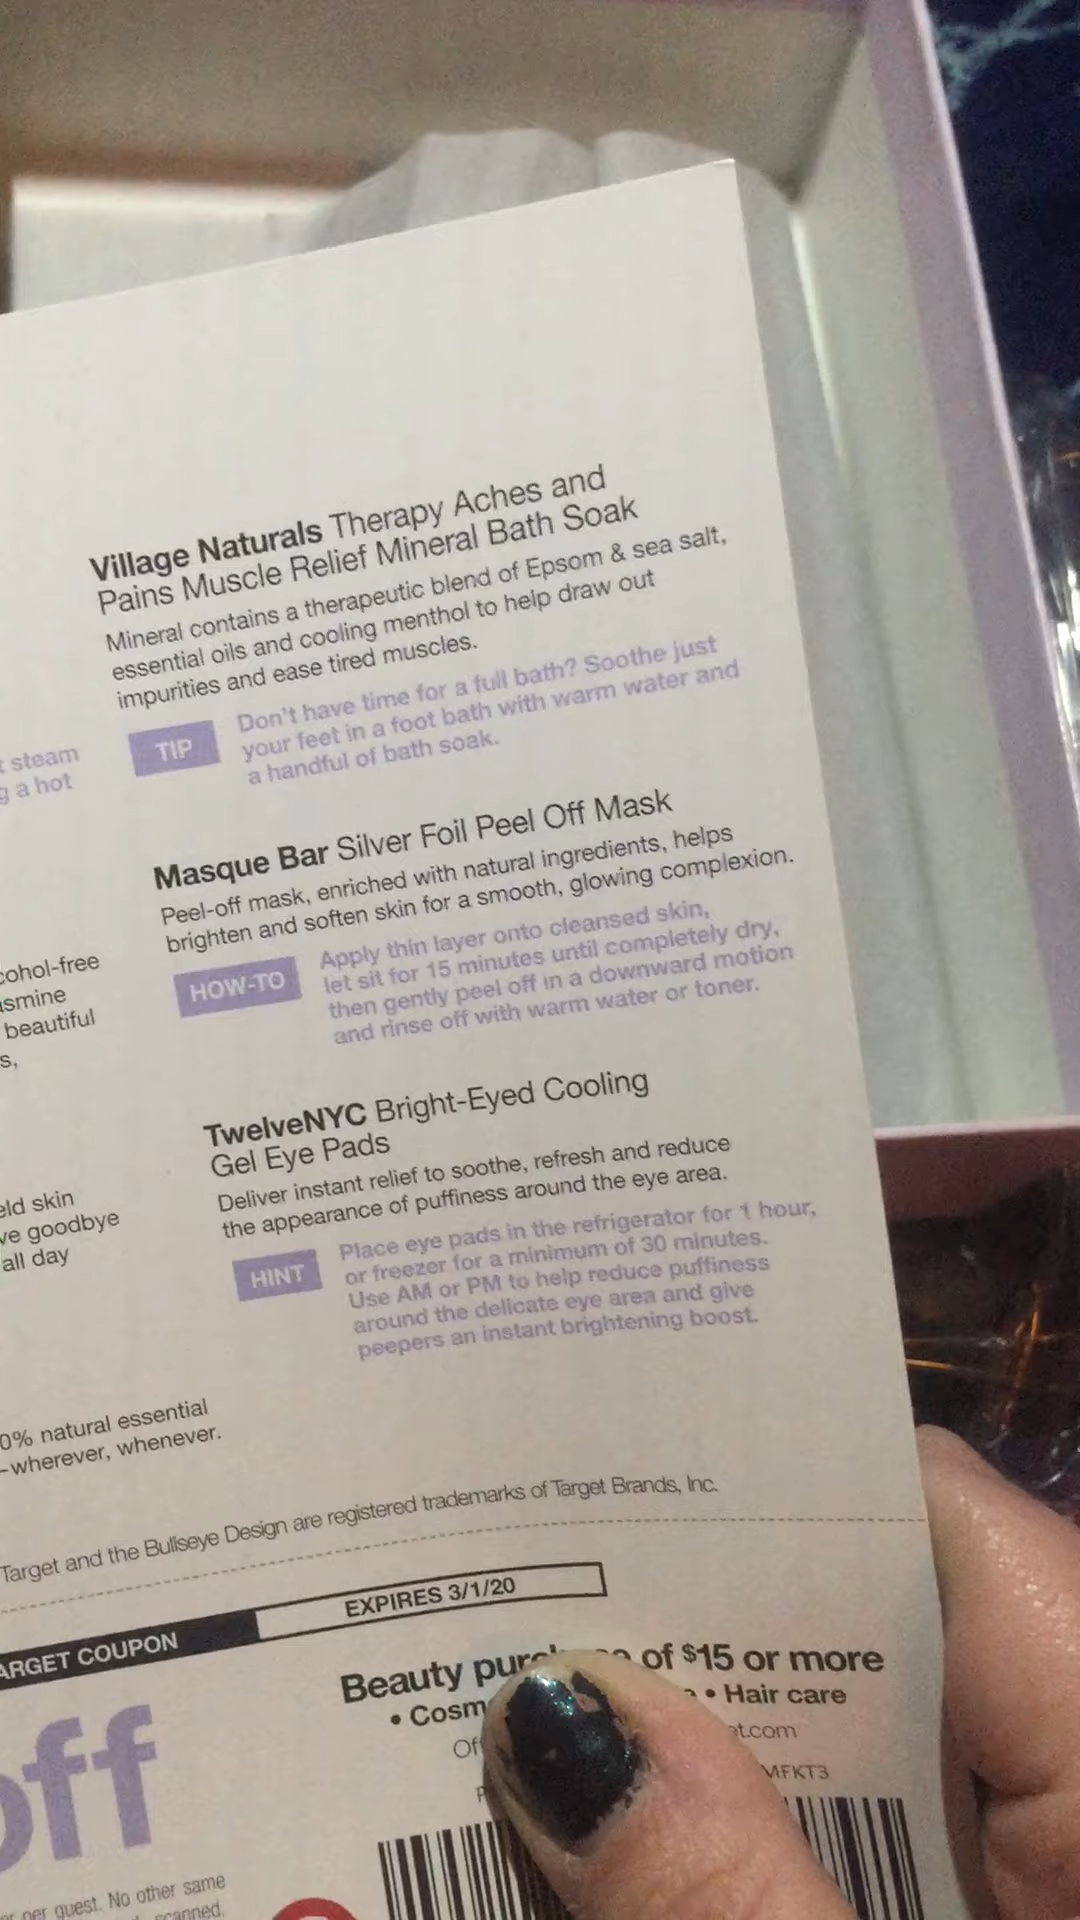 Village Naturals Therapy Aches and
Pains Muscle Relief Mineral Bath Soak
Mineral contains a therapeutic blend of Epsom & sea salt,
essential oils and cooling menthol to help draw out
impurities and ease tired muscles.
TIP
Don't have time for a full bath? Soothe just
your feet in a foot bath with warm water and
a handful of bath soak.
steam
a hot
Masque Bar Silver Foil Peel Off Mask
Peel-off mask, enriched with natural ingredients, helps
brighten and soften skin for a smooth, glowing complexion.
HOW-TO
Apply thin layer onto cleansed skin,
let sit for 15 minutes until completely dry,
then gently peel off in a downward motion
and rinse off with warm water or toner.
cohol-free
asmine
beautiful
s,
TwelveNYC Bright-Eyed Cooling
Gel Eye Pads
Deliver instant relief to soothe, refresh and reduce
the appearance of puffiness around the eye area.
HINT
Place eye pads in the refrigerator for 1 hour,
or freezer for a minimum of 30 minutes.
Use AM or PM to help reduce puffiness
around the delicate eye area and give
peepers an instant brightening boost.
eld skin
ve goodbye
all day
0% natural essential
–wherever, whenever.
Target and the Bullseye Design are registered trademarks of Target Brands, Inc.
ARGET COUPON
EXPIRES 3/1/20
off
Beauty of $15 or more
• Cosm • Hair care
et.com
MFKT3
per guest. No other same
scanned.